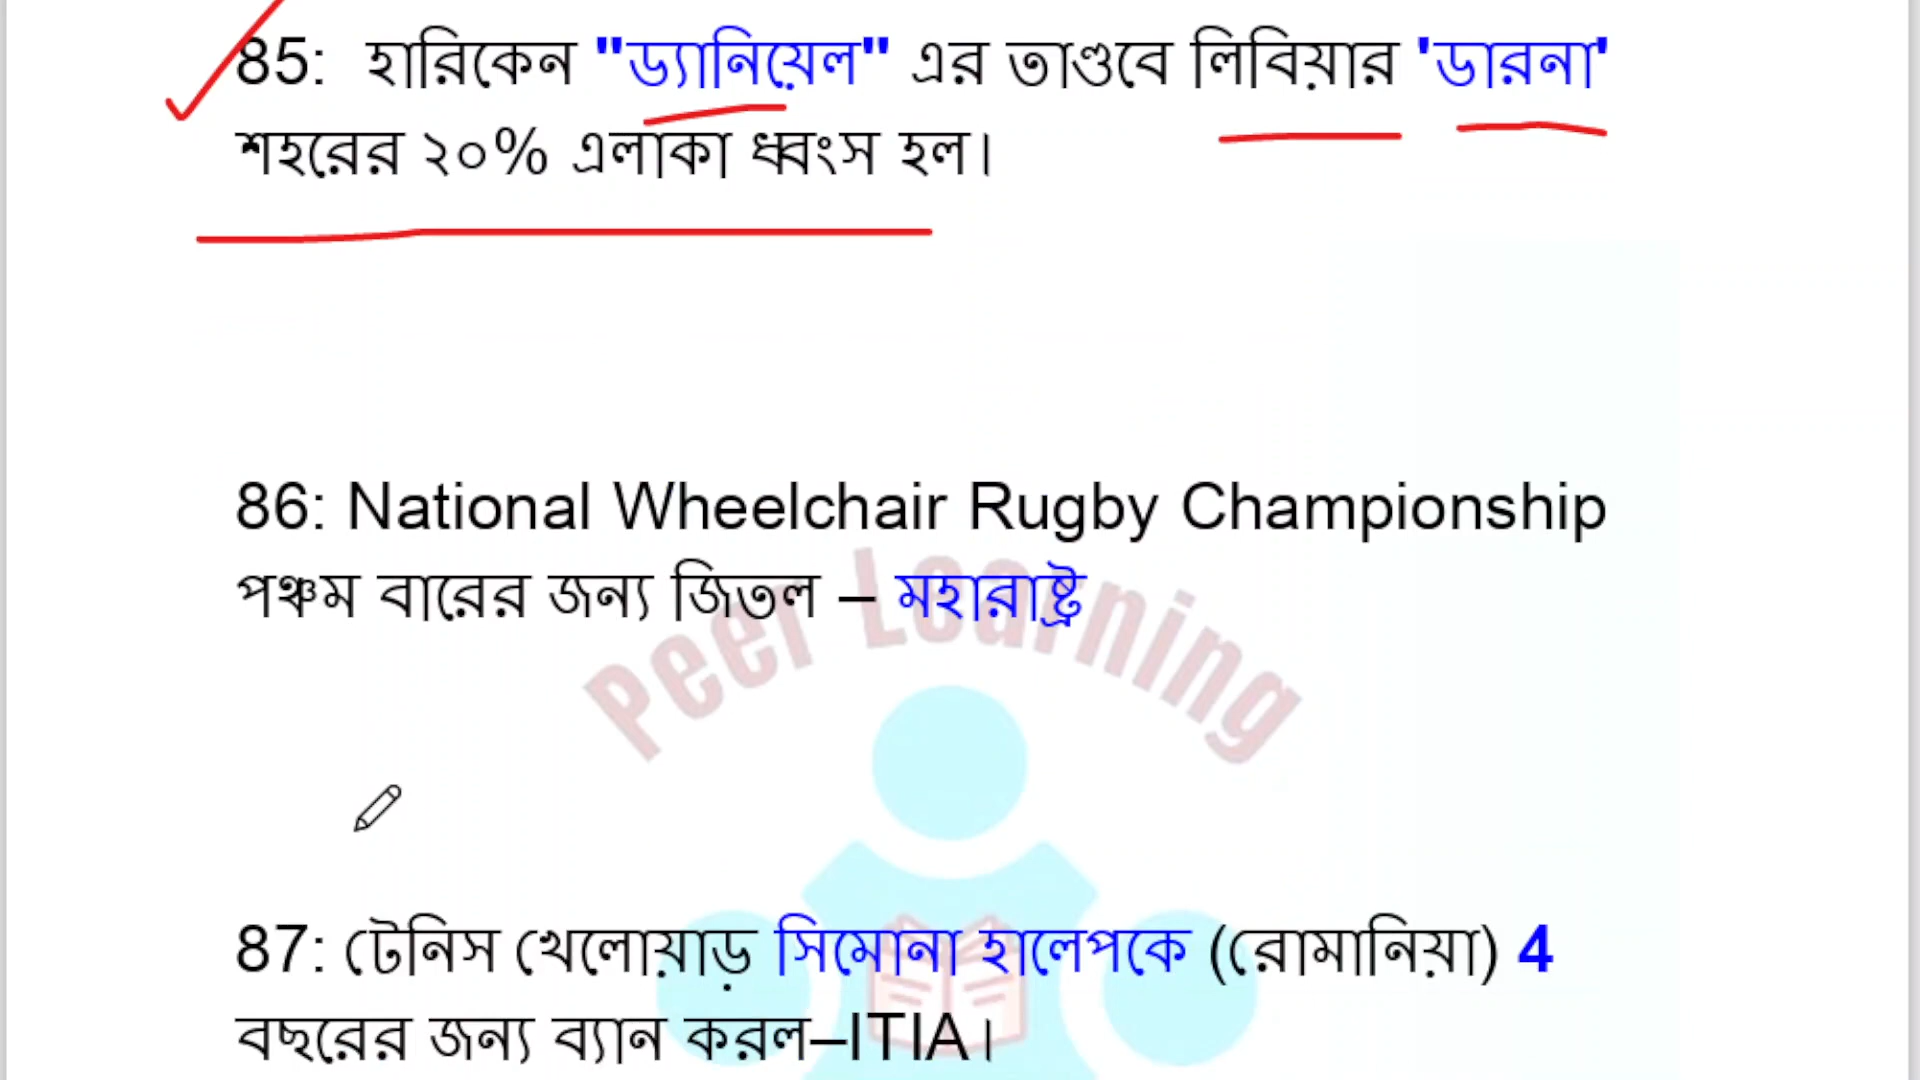 85: হারিকেন "ড্যানিয়েল" এর তাণ্ডবে লিবিয়ার 'ডারনা'
শহরের ২০% এলাকা ধ্বংস হল।
86: National Wheelchair Rugby Championship
পঞ্চম বারের জন্য জিতল – মহারাষ্ট্র
Peer Learning
87: টেনিস খেলোয়াড় সিমোনা হালেপকে (রোমানিয়া) 4
বছরের জন্য ব্যান করল–ITIA।